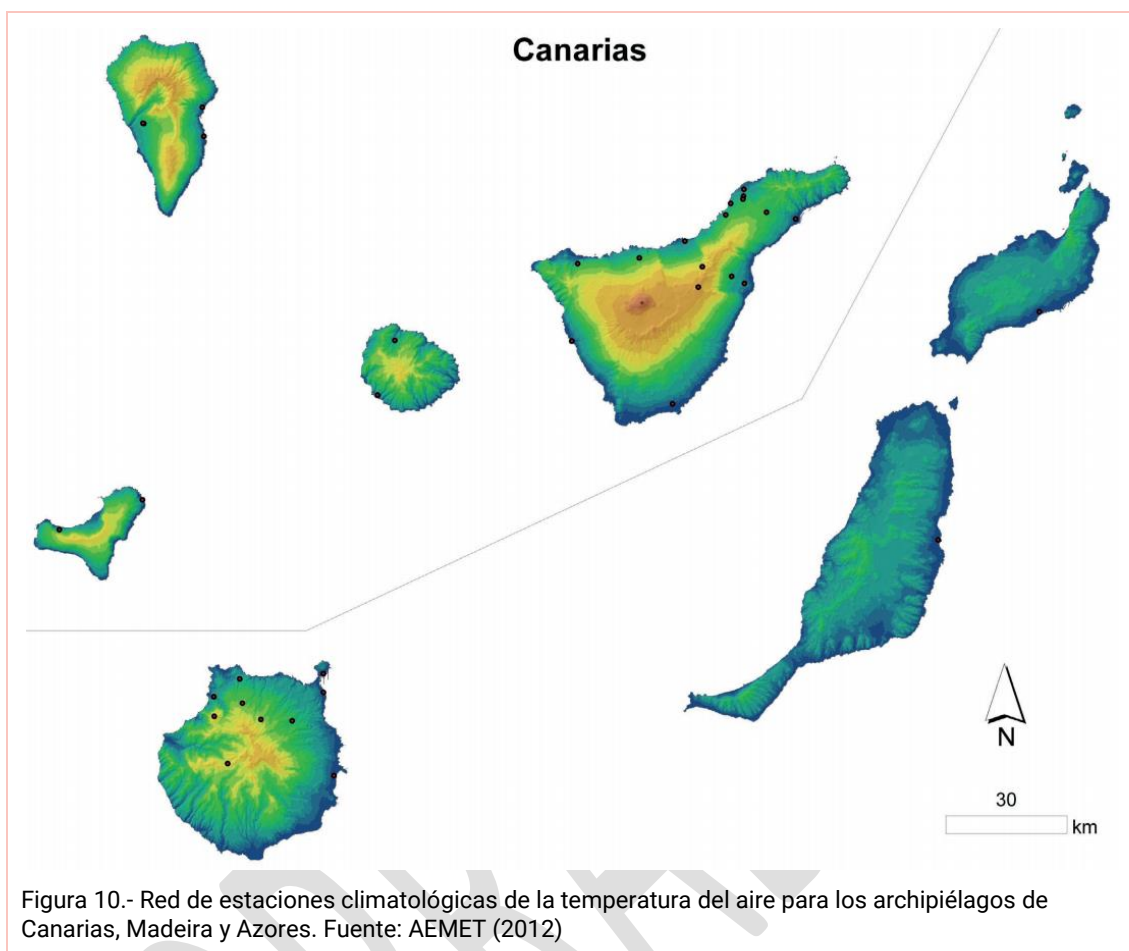 Canarias
N
30
km
Figura 10.- Red de estaciones climatológicas de la temperatura del aire para los archipiélagos de
Canarias, Madeira y Azores. Fuente: AEMET (2012)